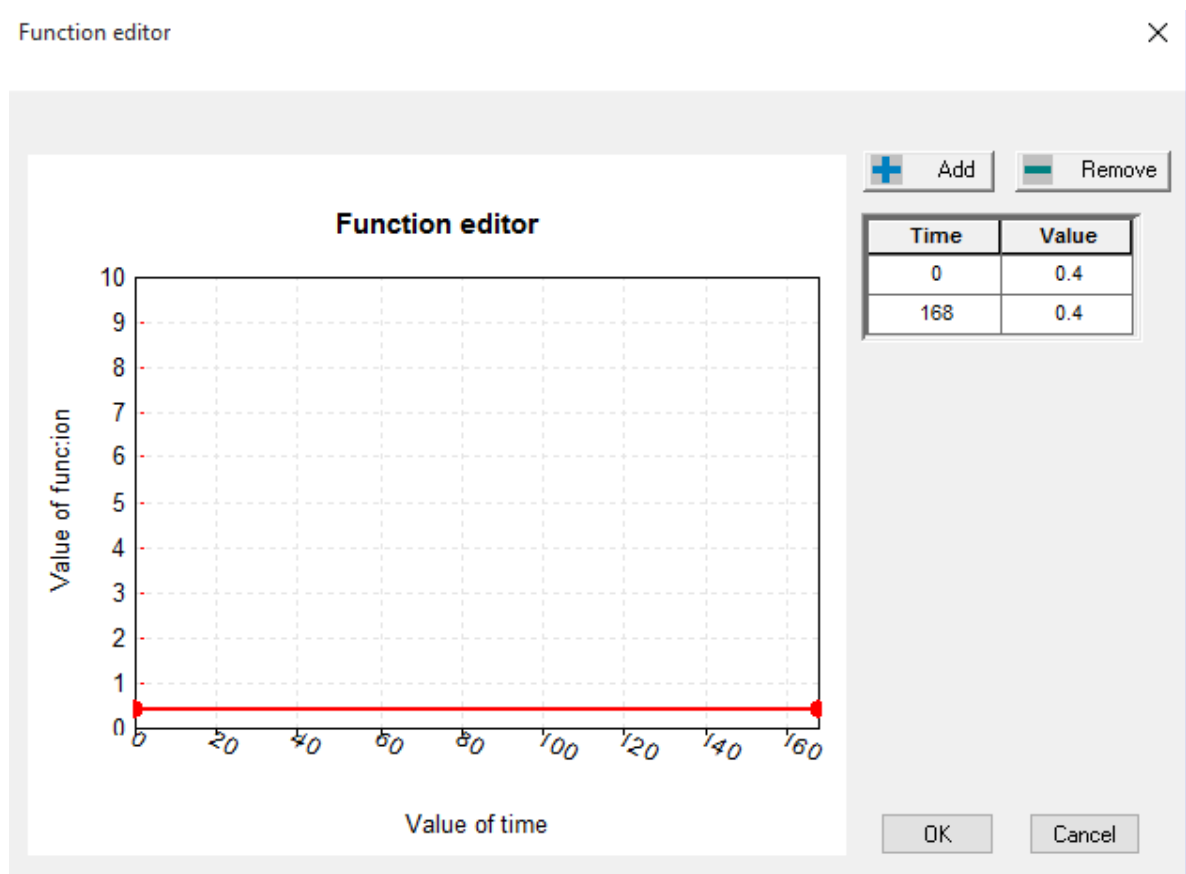 Function editor
Add Remove
Function editor
Time Value
0 0.4
168 0.4
10
9
8
7
6
5
4
3
2
1
0
Value of function
0 20 40 60 80 100 120 140 160
Value of time
OK Cancel